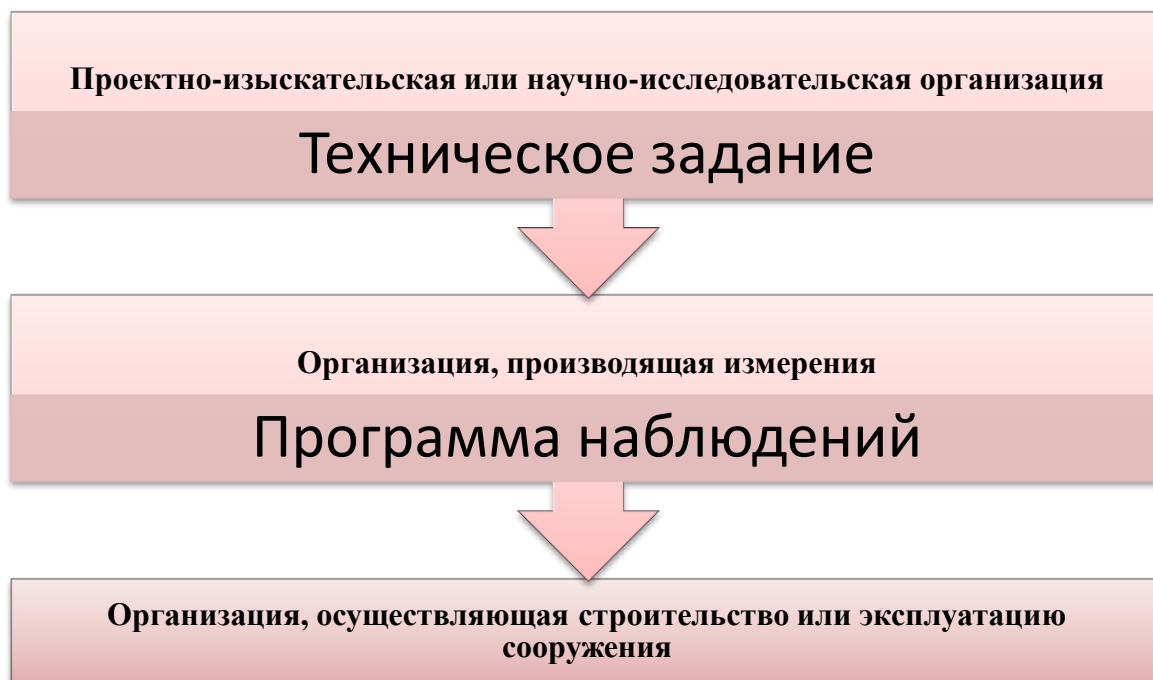 Проектно-изыскательская или научно-исследовательская организация
Техническое задание
Организация, производящая измерения
Программа наблюдений
Организация, осуществляющая строительство или эксплуатацию
сооружения